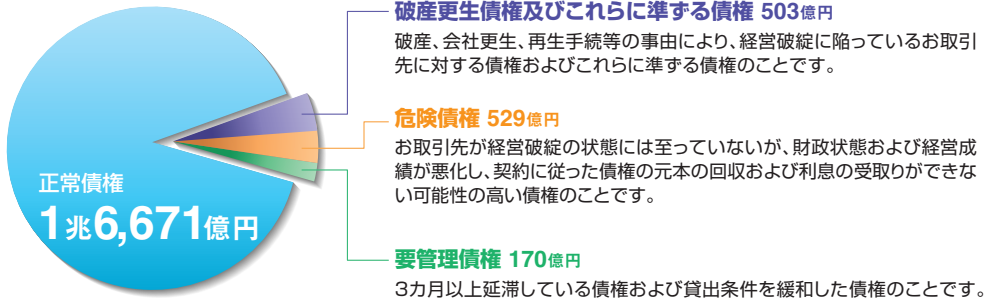 破産更生債権及びこれらに準ずる債権 503億円
破産、会社更生、再生手続等の事由により、経営破綻に陥っているお取引
先に対する債権およびこれらに準ずる債権のことです。
危険債権 529億円
お取引先が経営破綻の状態には至っていないが、財政状態および経営成
績が悪化し、契約に従った債権の元本の回収および利息の受取りができな
い可能性の高い債権のことです。
正常債権
1兆6,671億円
要管理債権 170億円
3カ月以上延滞している債権および貸出条件を緩和した債権のことです。